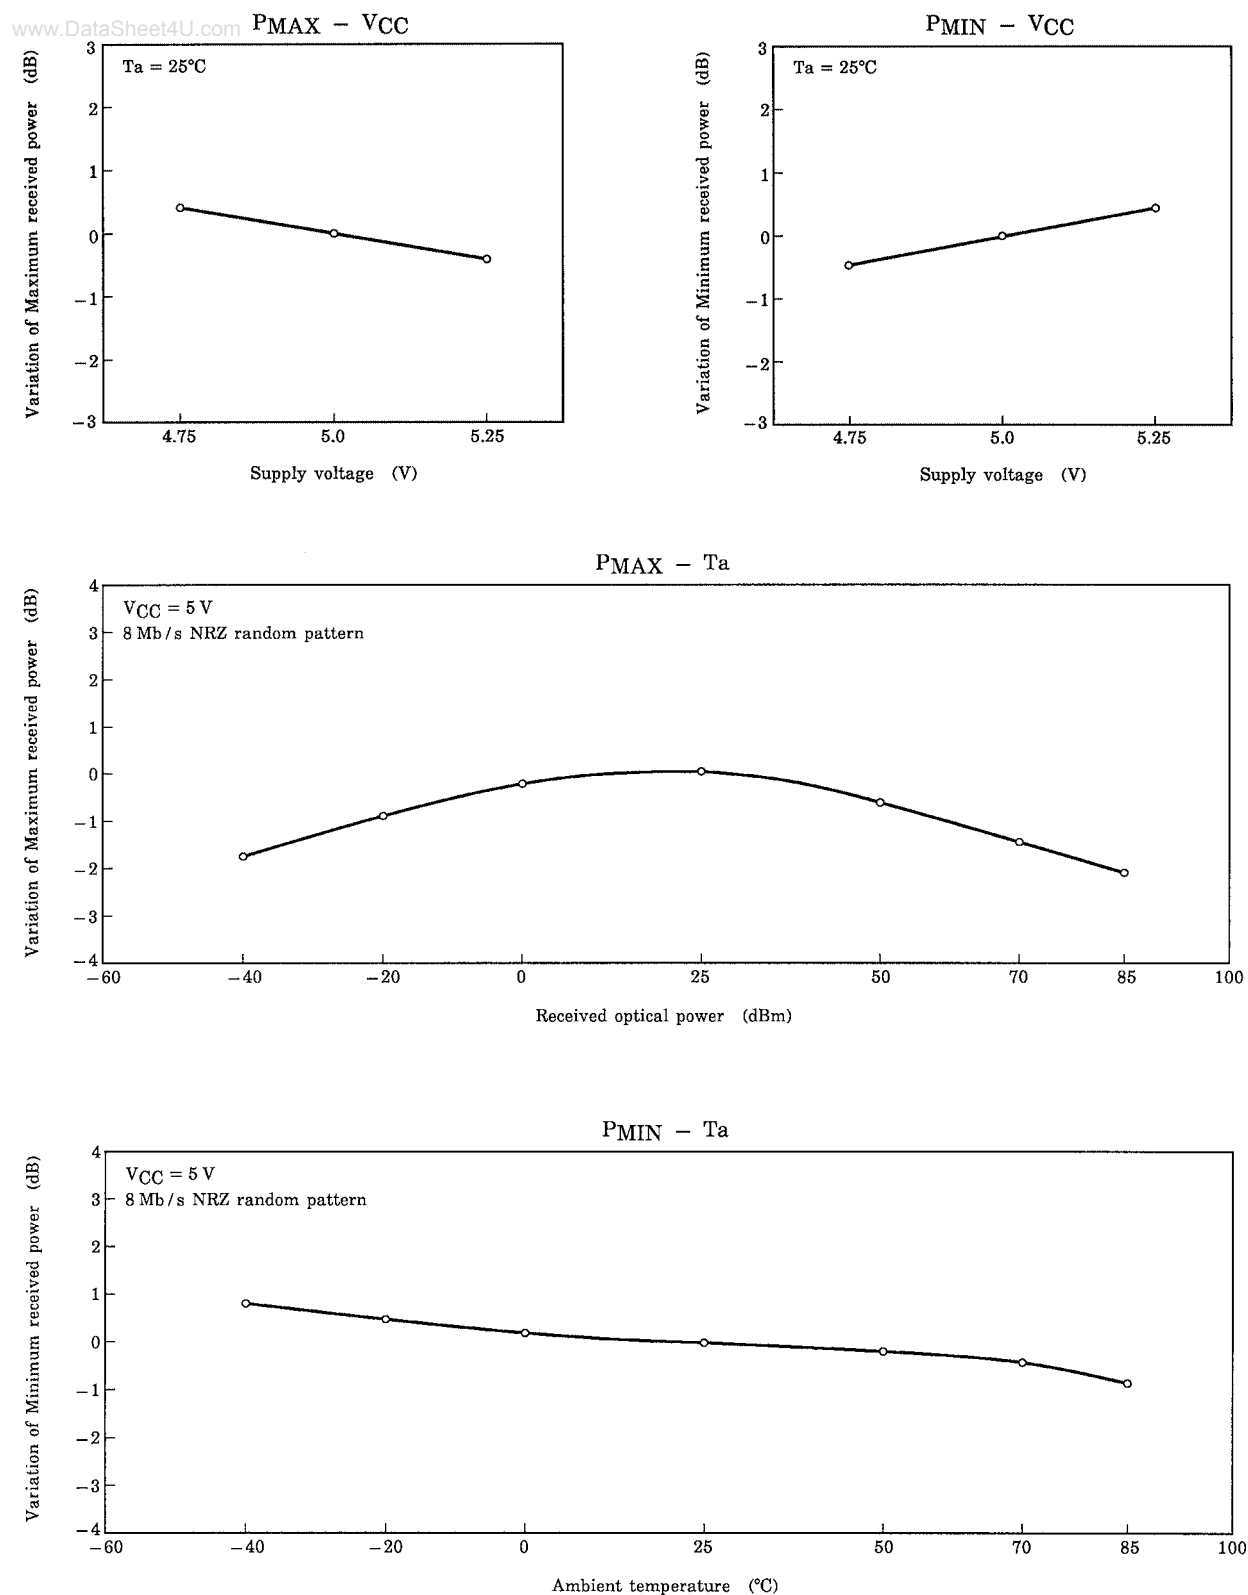 www.DataSheet4U.com
PMAX – VCC
Variation of Maximum received power (dB)
Ta = 25°C
3
2
1
0
−1
−2
−3
4.75 5.0 5.25
Supply voltage (V)
PMIN – VCC
Variation of Minimum received power (dB)
Ta = 25°C
3
2
1
0
−1
−2
−3
4.75 5.0 5.25
Supply voltage (V)
PMAX – Ta
Variation of Maximum received power (dB)
VCC = 5 V
8 Mb/s NRZ random pattern
4
3
2
1
0
−1
−2
−3
−4
−60 −40 −20 0 25 50 70 85 100
Received optical power (dBm)
PMIN – Ta
Variation of Minimum received power (dB)
VCC = 5 V
8 Mb/s NRZ random pattern
4
3
2
1
0
−1
−2
−3
−4
−60 −40 −20 0 25 50 70 85 100
Ambient temperature (°C)